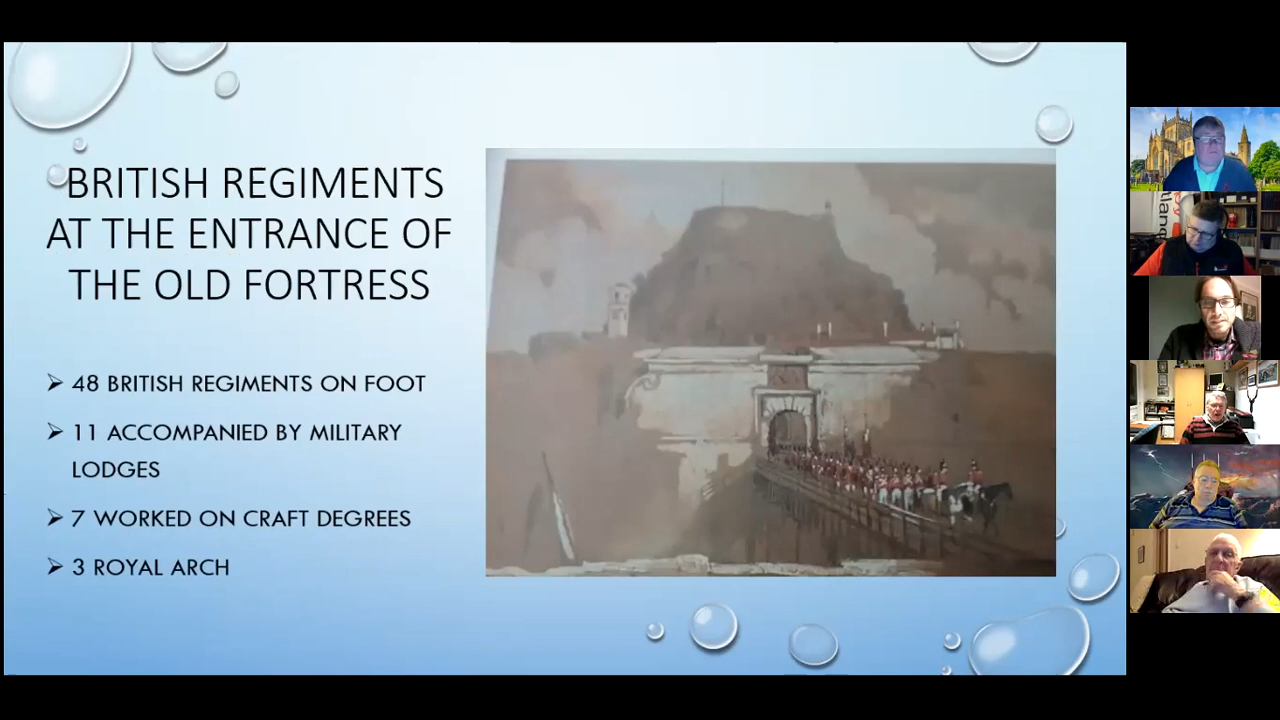 BRITISH REGIMENTS
AT THE ENTRANCE OF
THE OLD FORTRESS
➢ 48 BRITISH REGIMENTS ON FOOT
➢ 11 ACCOMPANIED BY MILITARY
LODGES
➢ 7 WORKED ON CRAFT DEGREES
➢ 3 ROYAL ARCH